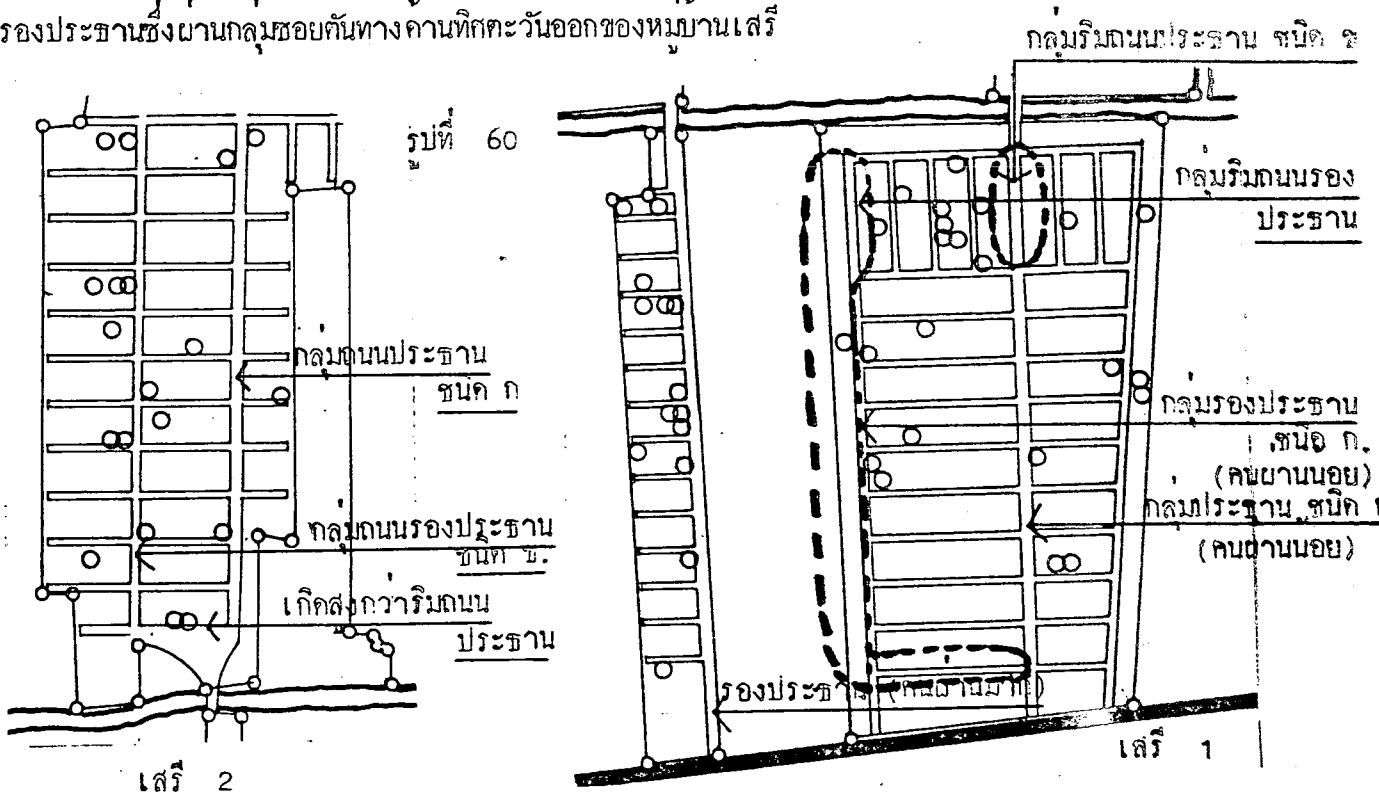 รองประธานซึ่งผ่านกลุ่มซอยตันทางด้านทิศตะวันออกของหมู่บานเสรี
กลุ่มริมถนนประธาน ชนิด ข
รูปที่ 60
กลุ่มริมถนนรอง
ประธาน
กลุ่มถนนประธาน
ชนิด ก
กลุ่มรองประธาน
ชนิด ก.
(คนผ่านนอย)
กลุ่มประธาน ชนิด
(คนผ่านนอย)
กลุ่มถนนรองประธาน
ชนิด ข.
เกิดสูงกว่าริมถนน
ประธาน
รองประธาน (คนผ่านมาก)
เสรี 1
เสรี 2